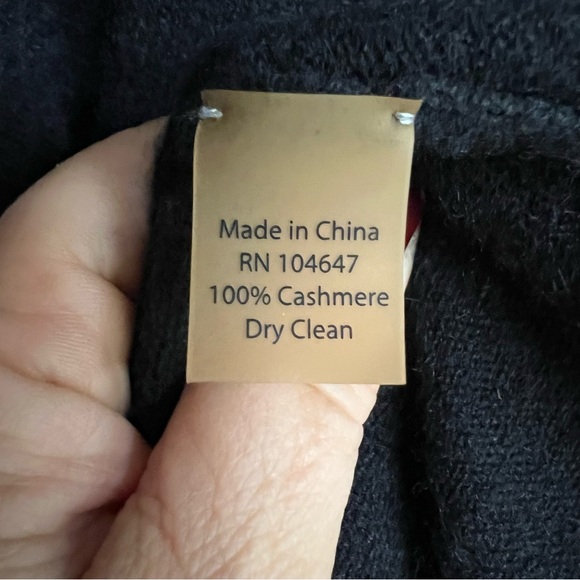 Made in China
RN 104647
100% Cashmere
Dry Clean